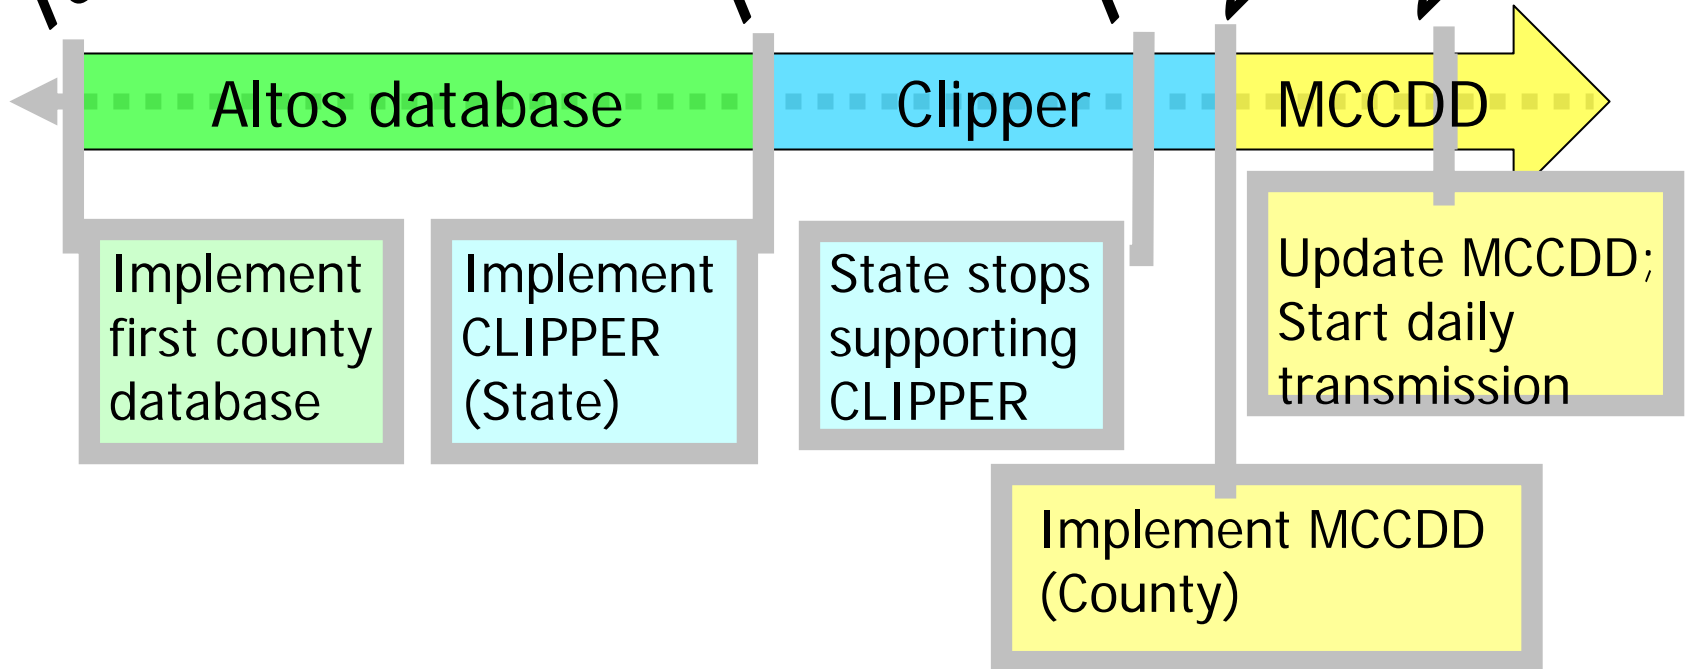 Altos database
Clipper
MCCDD
Implement
first county
database
Implement
CLIPPER
(State)
State stops
supporting
CLIPPER
Update MCCDD;
Start daily
transmission
Implement MCCDD
(County)